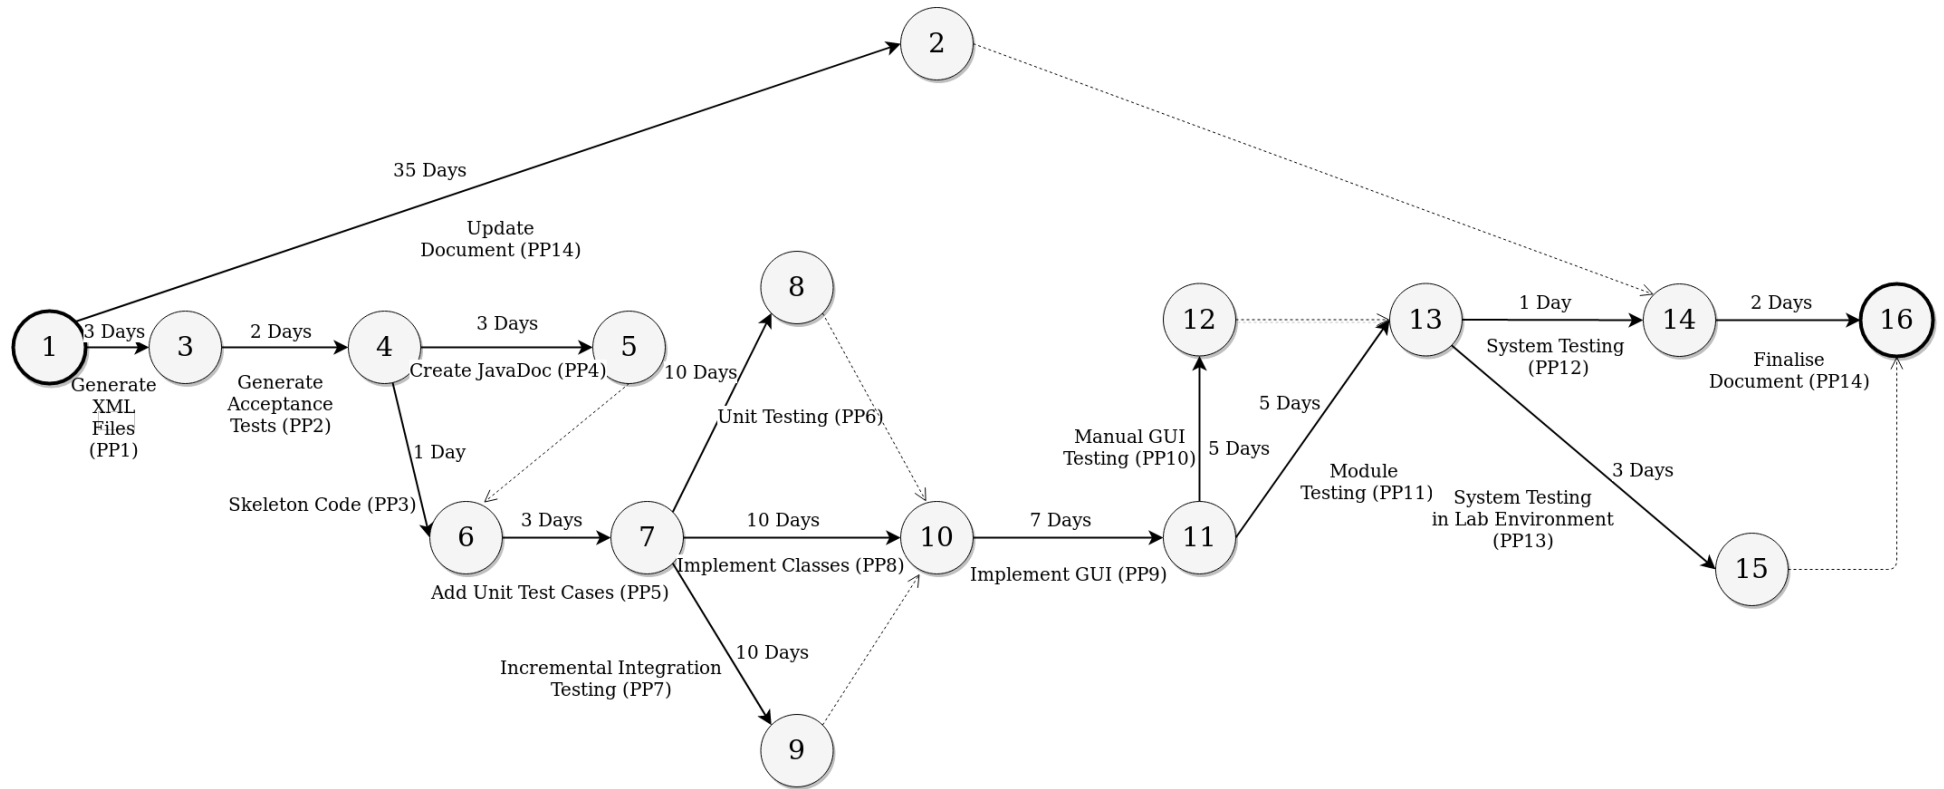 2
35 Days
Update
Document (PP14)
1
3 Days
Generate
XML
Files
(PP1)
3
2 Days
Generate
Acceptance
Tests (PP2)
4
3 Days
Create JavaDoc (PP4)
5
1 Day
Skeleton Code (PP3)
6
3 Days
Add Unit Test Cases (PP5)
7
10 Days
Unit Testing (PP6)
8
10 Days
Implement Classes (PP8)
10 Days
Incremental Integration
Testing (PP7)
9
10
7 Days
Implement GUI (PP9)
11
Manual GUI
Testing (PP10)
5 Days
12
5 Days
Module
Testing (PP11)
13
1 Day
System Testing
(PP12)
14
2 Days
Finalise
Document (PP14)
16
3 Days
System Testing
in Lab Environment
(PP13)
15